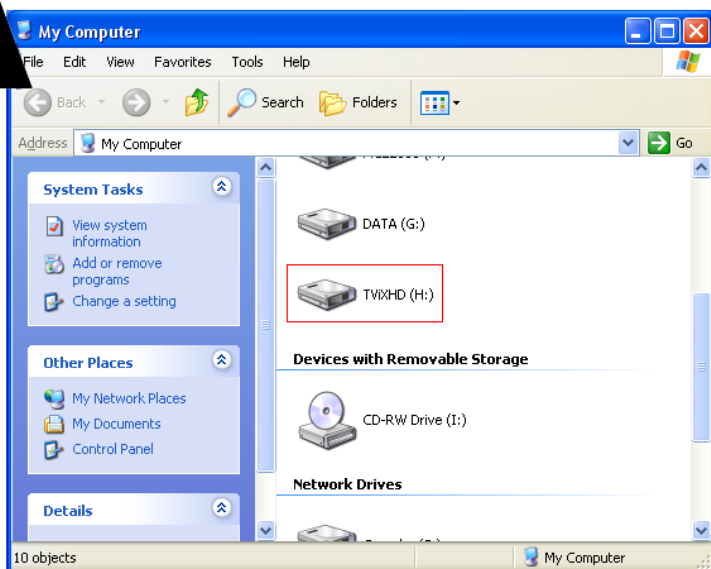 My Computer
File Edit View Favorites Tools Help
Back Search Folders
Address My Computer Go
System Tasks
View system
information
Add or remove
programs
Change a setting
Other Places
My Network Places
My Documents
Control Panel
Details
DATA (G:)
TViXHD (H:)
Devices with Removable Storage
CD-RW Drive (I:)
Network Drives
10 objects My Computer